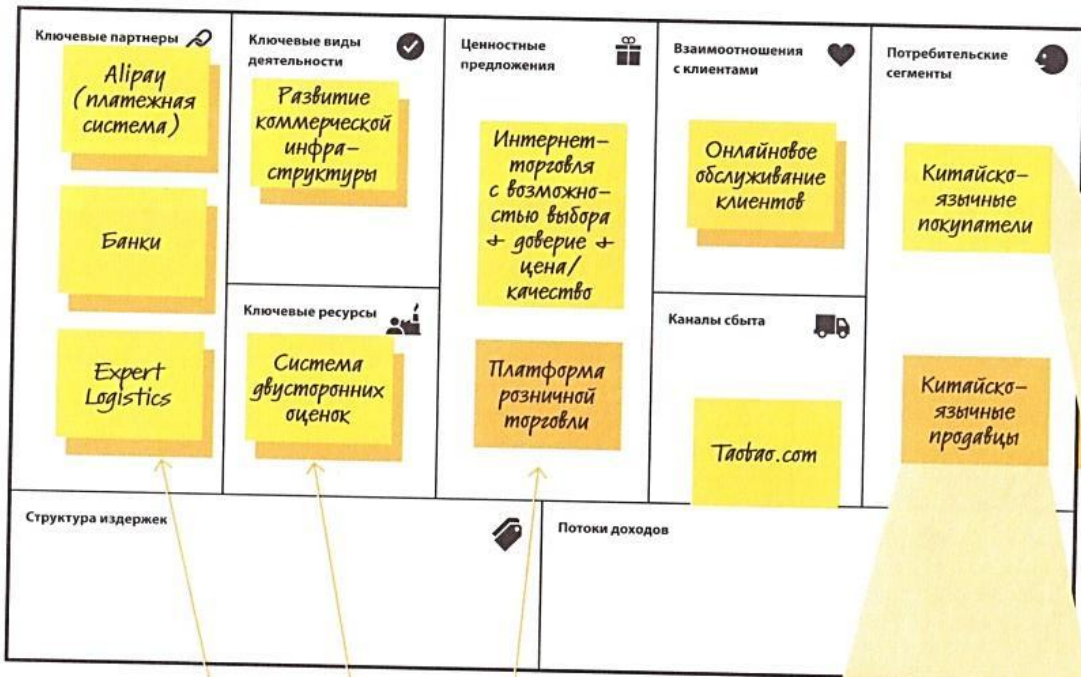 Ключевые партнеры
Alipay
(платежная
система)
Банки
Expert
Logistics
Ключевые виды
деятельности
Развитие
коммерческой
инфра-
структуры
Ключевые ресурсы
Система
двусторонних
оценок
Ценностные
предложения
Интернет-
торговля
с возможно-
стью выбора
+ доверие +
цена/
качество
Платформа
розничной
торговли
Взаимоотношения
с клиентами
Онлайновое
обслуживание
клиентов
Каналы сбыта
Taobao.com
Потребительские
сегменты
Китайско-
язычные
покупатели
Китайско-
язычные
продавцы
Структура издержек
Потоки доходов